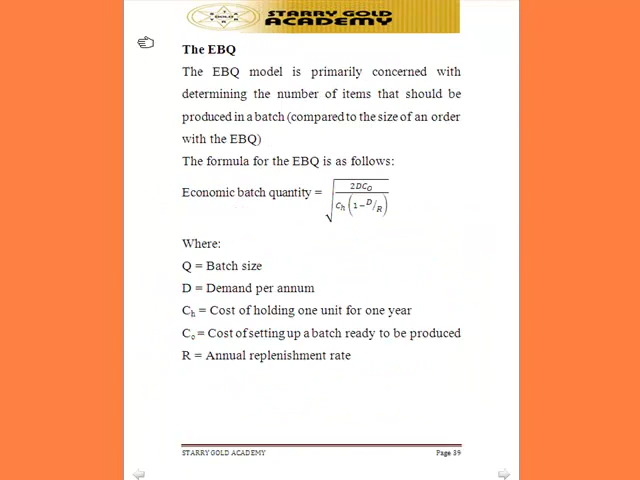 STARRY GOLD
ACADEMY
The EBQ
The EBQ model is primarily concerned with
determining the number of items that should be
produced in a batch (compared to the size of an order
with the EBQ)
The formula for the EBQ is as follows:
Economic batch quantity = √(2DC₀ / Cₕ(1−D/R))
Where:
Q = Batch size
D = Demand per annum
Cₕ = Cost of holding one unit for one year
Cₒ = Cost of setting up a batch ready to be produced
R = Annual replenishment rate
STARRY GOLD ACADEMY Page 39